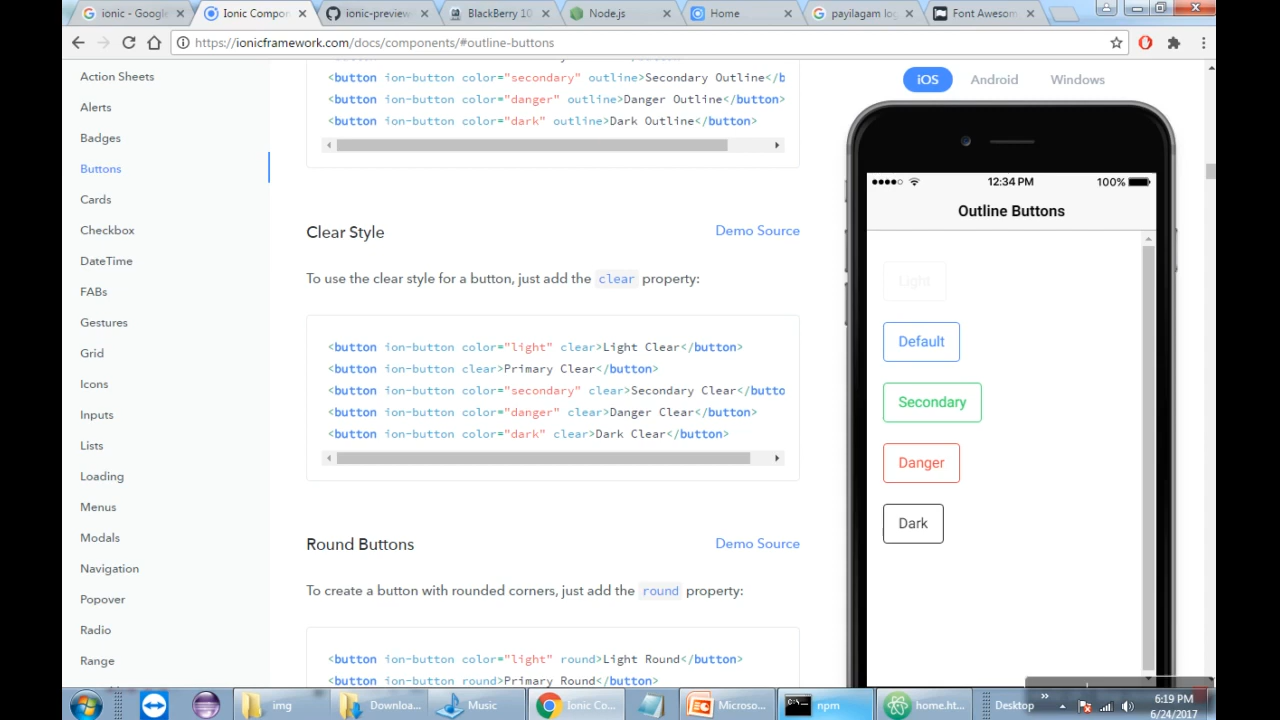 ionic - Google
Ionic Compon
ionic-preview
BlackBerry 10
Node.js
Home
payilagam log
Font Awesom
https://ionicframework.com/docs/components/#outline-buttons
Action Sheets
Alerts
Badges
Buttons
Cards
Checkbox
DateTime
FABs
Gestures
Grid
Icons
Inputs
Lists
Loading
Menus
Modals
Navigation
Popover
Radio
Range
<button ion-button color="secondary" outline>Secondary Outline</b
<button ion-button color="danger" outline>Danger Outline</button>
<button ion-button color="dark" outline>Dark Outline</button>
Clear Style
Demo Source
To use the clear style for a button, just add the clear property:
<button ion-button color="light" clear>Light Clear</button>
<button ion-button clear>Primary Clear</button>
<button ion-button color="secondary" clear>Secondary Clear</butto
<button ion-button color="danger" clear>Danger Clear</button>
<button ion-button color="dark" clear>Dark Clear</button>
Round Buttons
Demo Source
To create a button with rounded corners, just add the round property:
<button ion-button color="light" round>Light Round</button>
<button ion-button round>Primary Round</button>
iOS
Android
Windows
12:34 PM
100%
Outline Buttons
Light
Default
Secondary
Danger
Dark
img
Downloa...
Music
Ionic Co...
Microso...
npm
home.ht...
Desktop
6:19 PM
6/24/2017